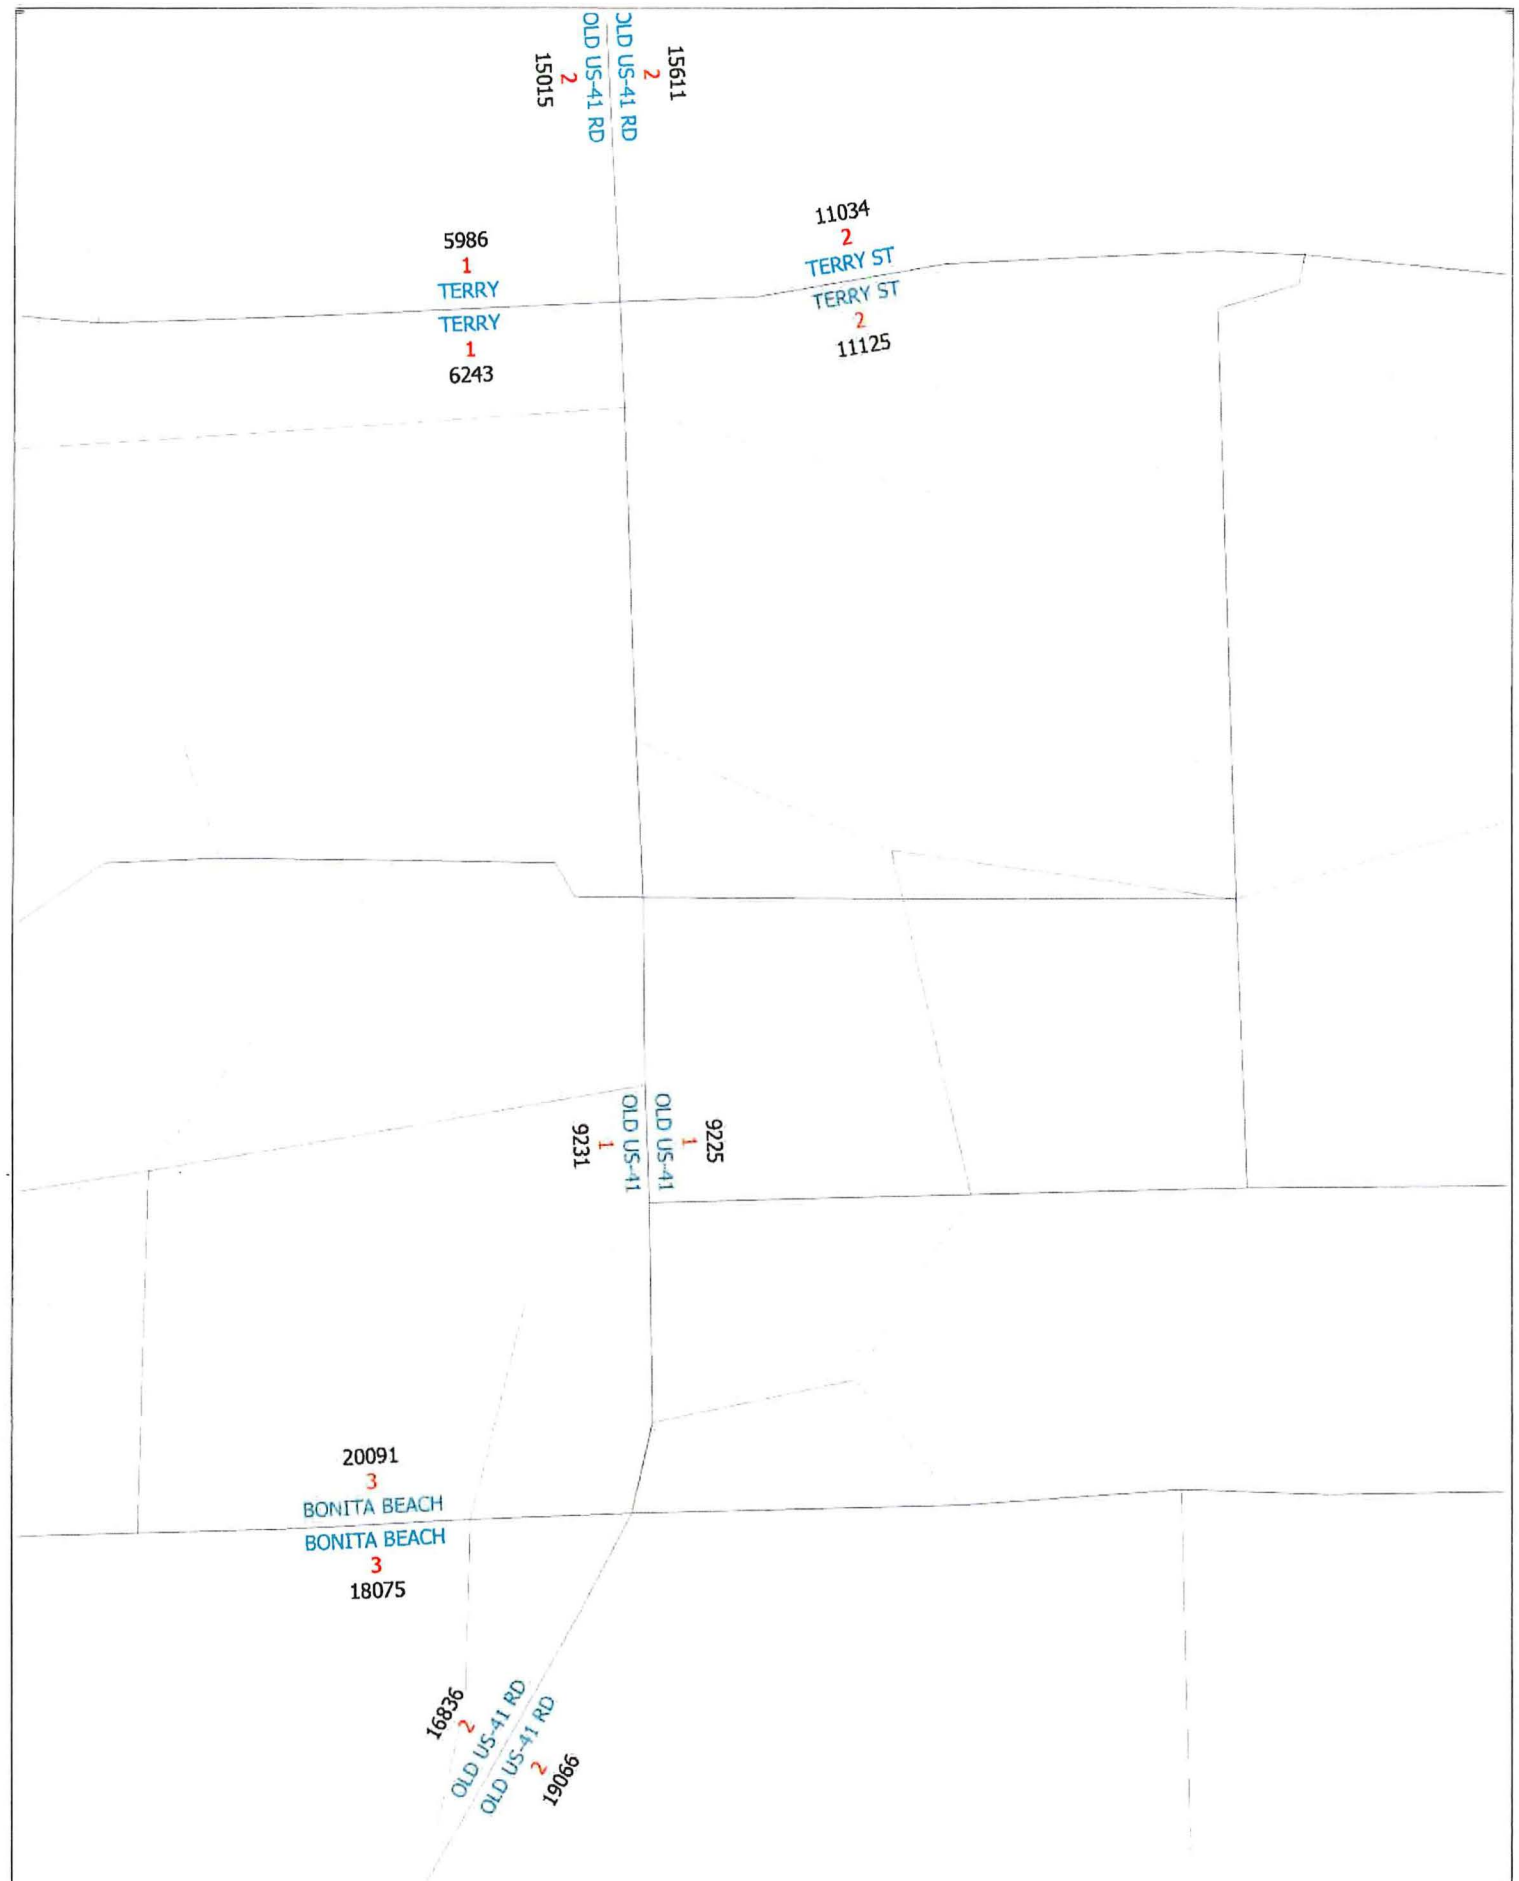 OLD US-41 RD
2
15611
OLD US-41 RD
2
15015
11034
2
TERRY ST
TERRY ST
2
11125
5986
1
TERRY
TERRY
1
6243
OLD US-41
1
9225
OLD US-41
1
9231
20091
3
BONITA BEACH
BONITA BEACH
3
18075
16836
2
OLD US-41 RD
OLD US-41 RD
2
19066